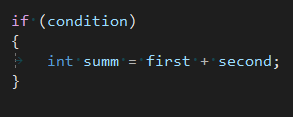 if (condition)
{
    int summ = first + second;
}